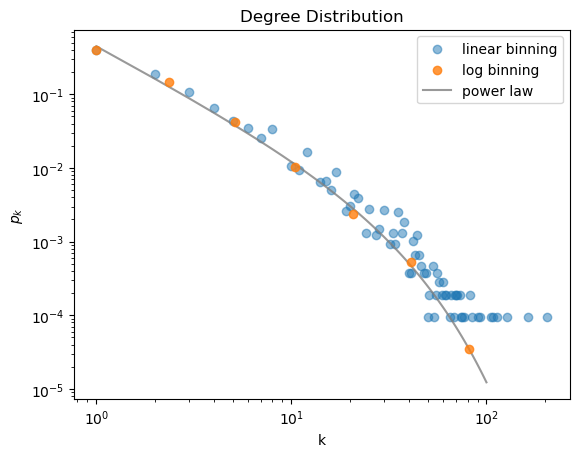 Degree Distribution
linear binning
log binning
power law
10⁻¹
10⁻²
10⁻³
10⁻⁴
10⁻⁵
pₖ
10⁰
10¹
10²
k